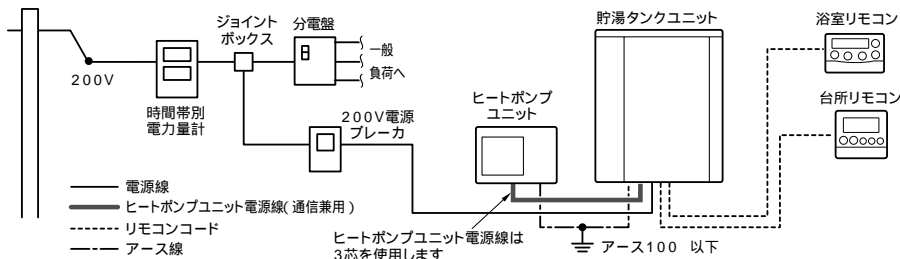 ジョイント
ボックス
分電盤
貯湯タンクユニット
浴室リモコン
一般
負荷へ
200V
ヒートポンプ
ユニット
台所リモコン
時間帯別
電力量計
200V電源
ブレーカ
電源線
ヒートポンプユニット電源線(通信兼用)
リモコンコード
アース線
ヒートポンプユニット電源線は
3芯を使用します
アース100 以下